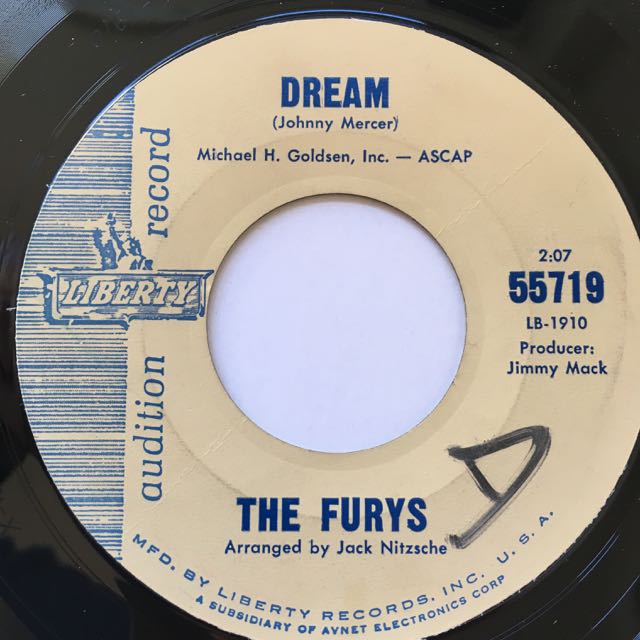 DREAM
(Johnny Mercer)
Michael H. Goldsen, Inc. — ASCAP
audition record
LIBERTY
2:07
55719
LB-1910
Producer:
Jimmy Mack
D
THE FURYS
Arranged by Jack Nitzsche
MFD. BY LIBERTY RECORDS, INC. U. S. A.
A SUBSIDIARY OF AVNET ELECTRONICS CORP